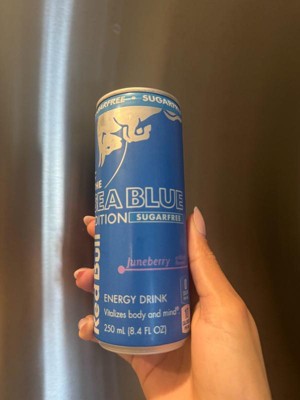 SUGARFREE
THE
SEA BLUE
EDITION SUGARFREE
Red Bull
Juneberry
ENERGY DRINK
Vitalizes body and mind®
250 mL (8.4 FL OZ)